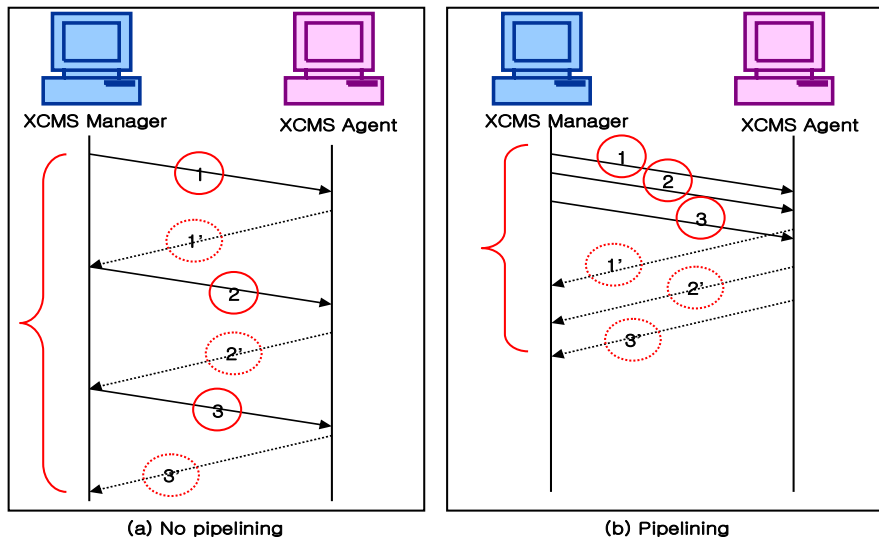 XCMS Manager
XCMS Agent
1
1'
2
2'
3
3'
(a) No pipelining
XCMS Manager
XCMS Agent
1
2
3
1'
2'
3'
(b) Pipelining